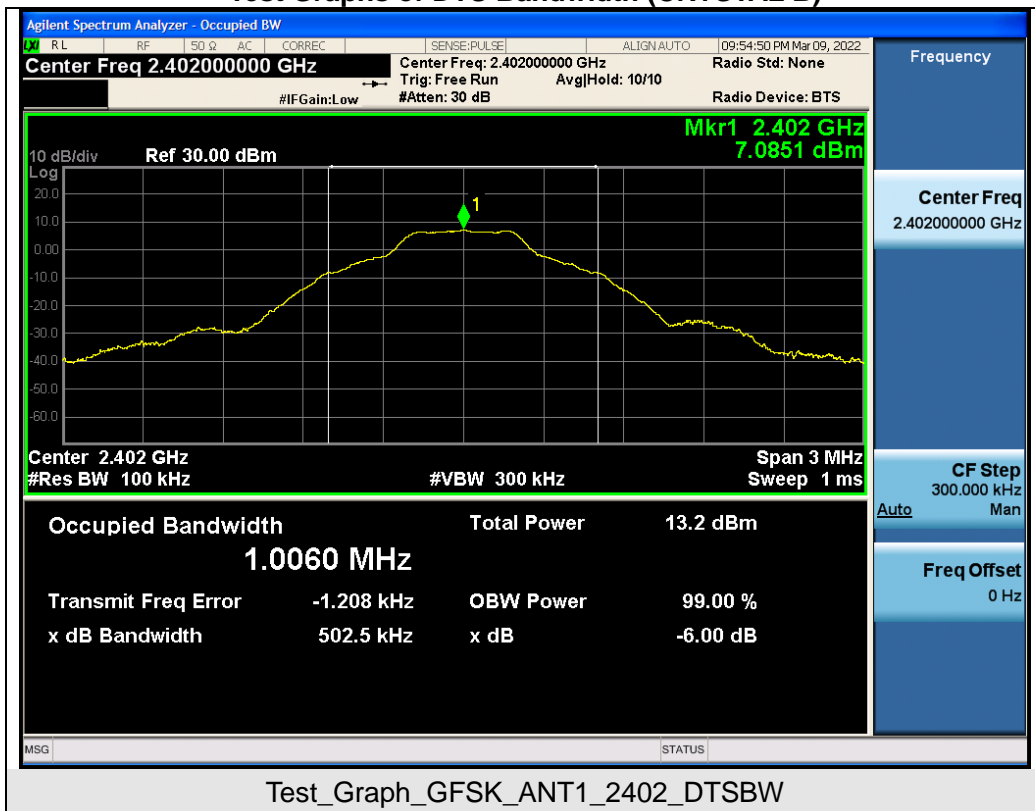 Agilent Spectrum Analyzer - Occupied BW
LXI RL RF 50 Ω AC CORREC SENSE:PULSE ALIGN AUTO 09:54:50 PM Mar 09, 2022
Center Freq 2.402000000 GHz
Center Freq: 2.402000000 GHz
Radio Std: None
Trig: Free Run Avg|Hold: 10/10
#IFGain:Low #Atten: 30 dB Radio Device: BTS
Mkr1 2.402 GHz
7.0851 dBm
10 dB/div Ref 30.00 dBm
Log
20.0
1
10.0
0.00
-10.0
-20.0
-30.0
-40.0
-50.0
-60.0
Center 2.402 GHz Span 3 MHz
#Res BW 100 kHz #VBW 300 kHz Sweep 1 ms
Occupied Bandwidth Total Power 13.2 dBm
1.0060 MHz
Transmit Freq Error -1.208 kHz OBW Power 99.00 %
x dB Bandwidth 502.5 kHz x dB -6.00 dB
MSG STATUS
Frequency
Center Freq
2.402000000 GHz
CF Step
300.000 kHz
Auto Man
Freq Offset
0 Hz
Test_Graph_GFSK_ANT1_2402_DTSBW